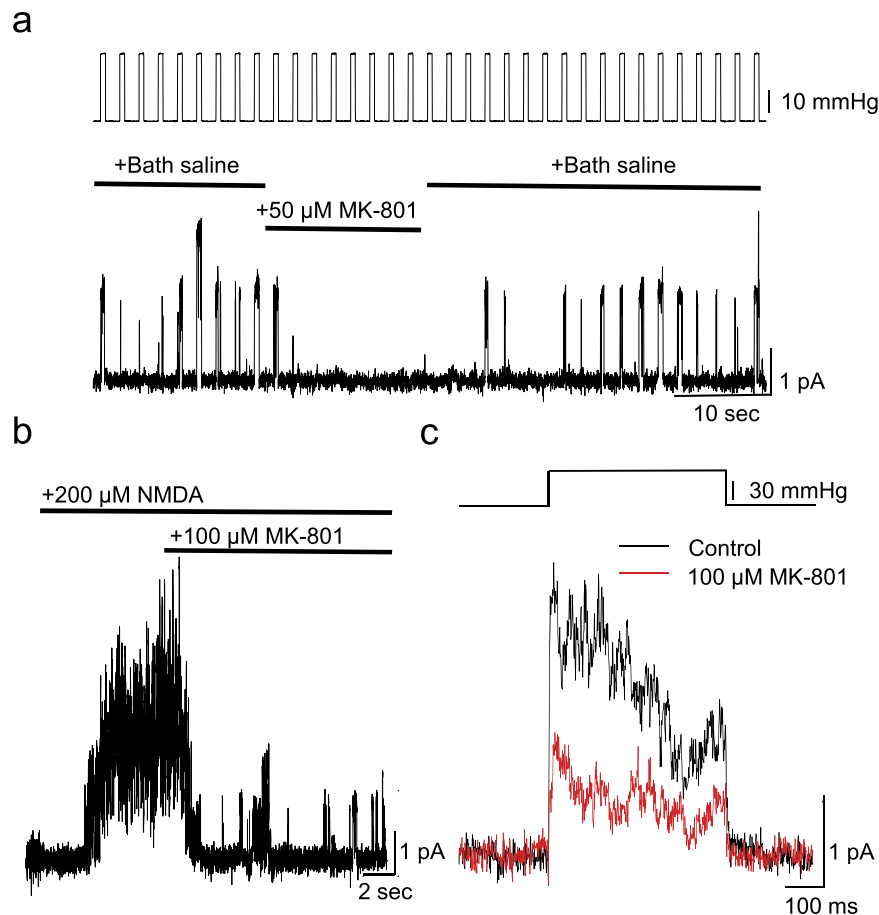 a
10 mmHg
+Bath saline
+Bath saline
+50 µM MK-801
1 pA
10 sec
b
c
+200 µM NMDA
+100 µM MK-801
30 mmHg
Control
100 µM MK-801
1 pA
2 sec
1 pA
100 ms